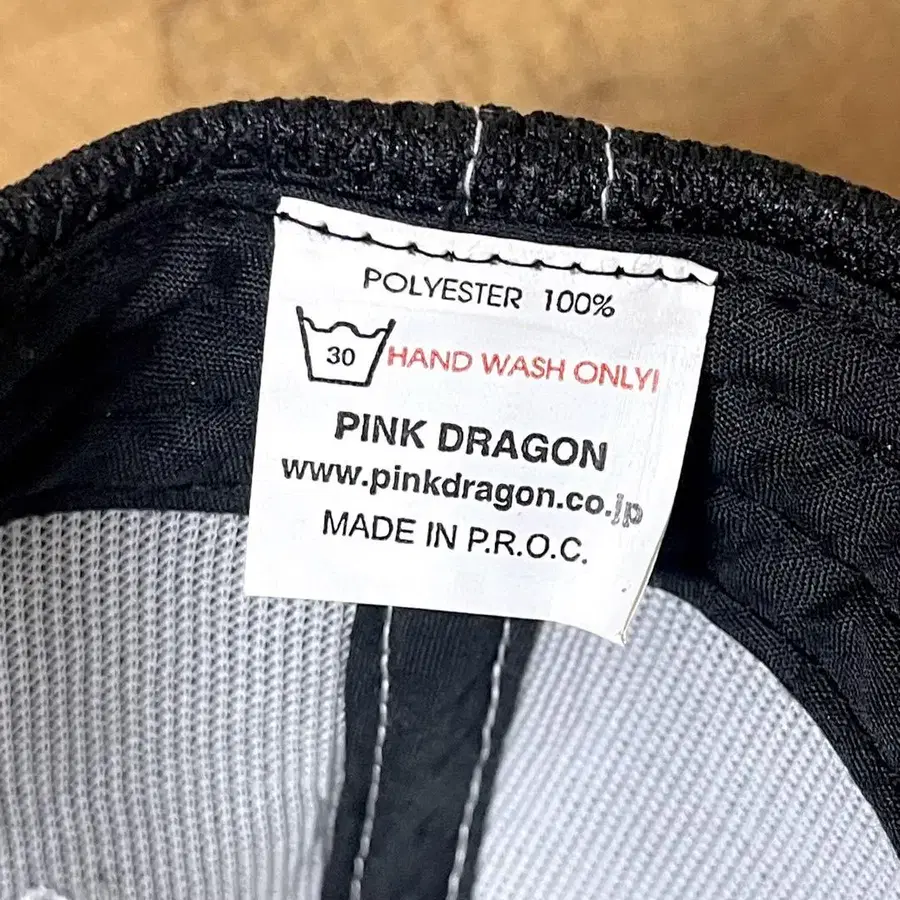 POLYESTER 100%
30 HAND WASH ONLY!
PINK DRAGON
www.pinkdragon.co.jp
MADE IN P.R.O.C.